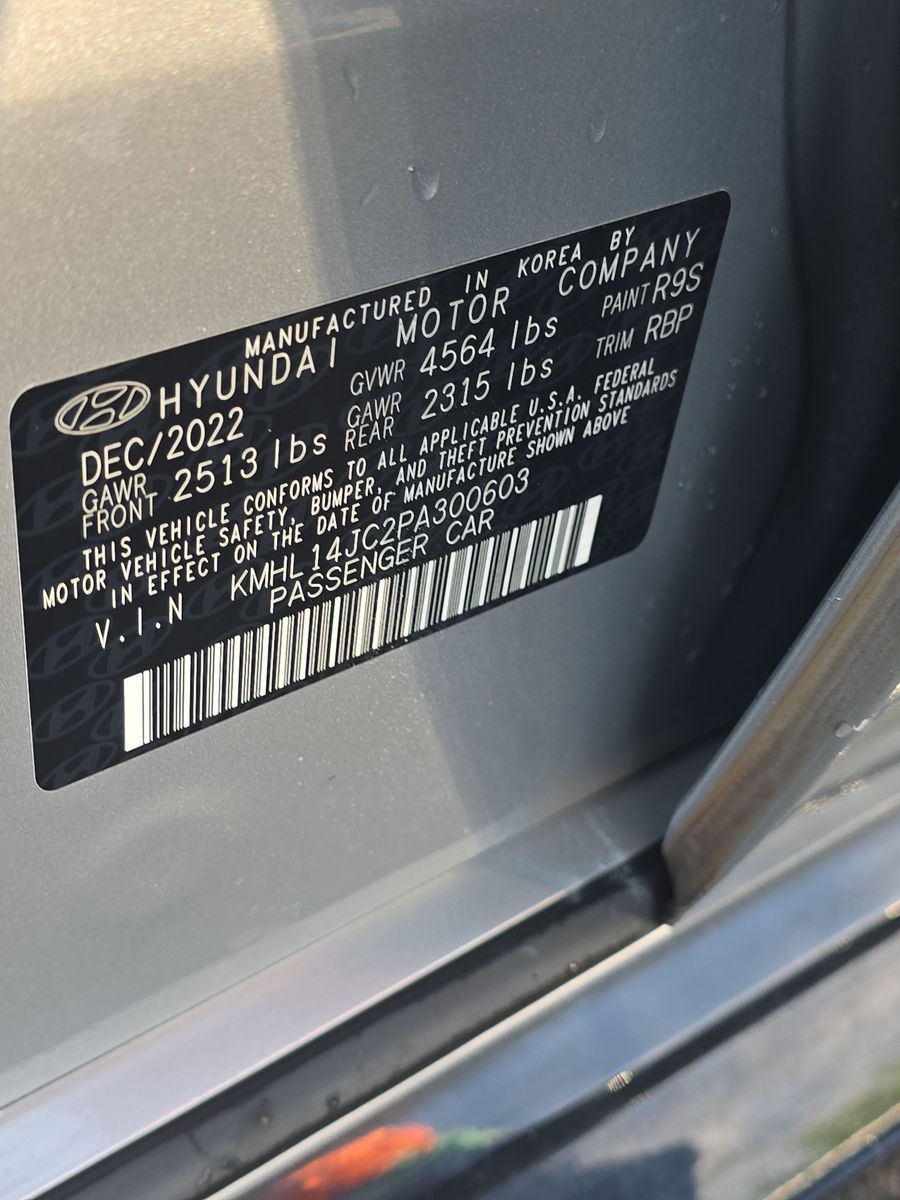 MANUFACTURED IN KOREA BY
HYUNDAI MOTOR COMPANY
DEC/2022 GVWR 4564 lbs PAINT R9S
GAWR FRONT 2513 lbs GAWR REAR 2315 lbs TRIM RBP
THIS VEHICLE CONFORMS TO ALL APPLICABLE U.S.A. FEDERAL
MOTOR VEHICLE SAFETY, BUMPER, AND THEFT PREVENTION STANDARDS
IN EFFECT ON THE DATE OF MANUFACTURE SHOWN ABOVE
V.I.N KMHL14JC2PA300603
PASSENGER CAR